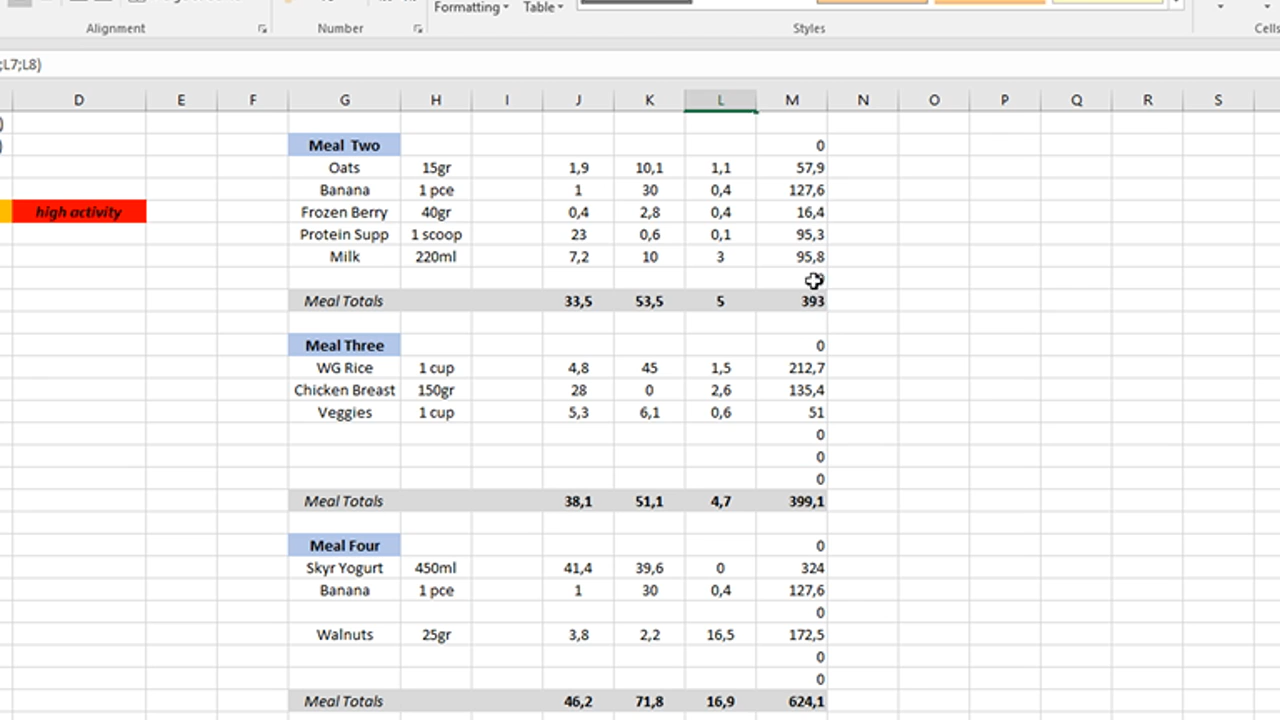 Formatting Table
Alignment Number Styles Cells
;L7;L8)
D E F G H I J K L M N O P Q R S
)
) Meal Two 0
Oats 15gr 1,9 10,1 1,1 57,9
Banana 1 pce 1 30 0,4 127,6
high activity Frozen Berry 40gr 0,4 2,8 0,4 16,4
Protein Supp 1 scoop 23 0,6 0,1 95,3
Milk 220ml 7,2 10 3 95,8
Meal Totals 33,5 53,5 5 393
Meal Three 0
WG Rice 1 cup 4,8 45 1,5 212,7
Chicken Breast 150gr 28 0 2,6 135,4
Veggies 1 cup 5,3 6,1 0,6 51
0
0
0
Meal Totals 38,1 51,1 4,7 399,1
Meal Four 0
Skyr Yogurt 450ml 41,4 39,6 0 324
Banana 1 pce 1 30 0,4 127,6
0
Walnuts 25gr 3,8 2,2 16,5 172,5
0
0
Meal Totals 46,2 71,8 16,9 624,1